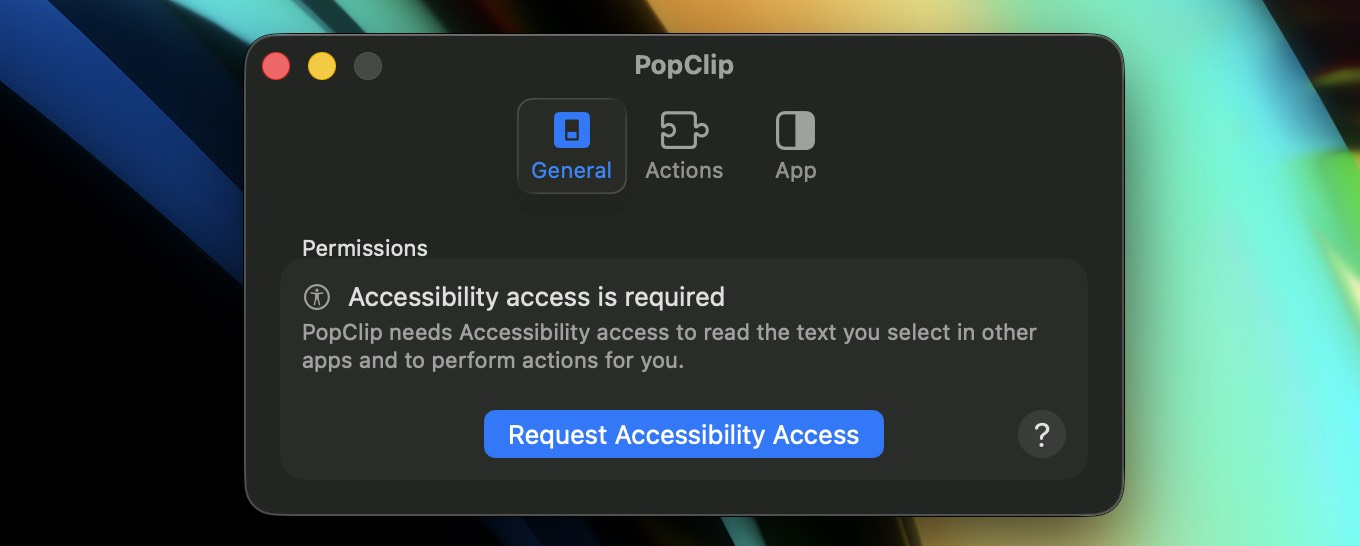 PopClip
General
Actions
App
Permissions
Accessibility access is required
PopClip needs Accessibility access to read the text you select in other
apps and to perform actions for you.
Request Accessibility Access
?